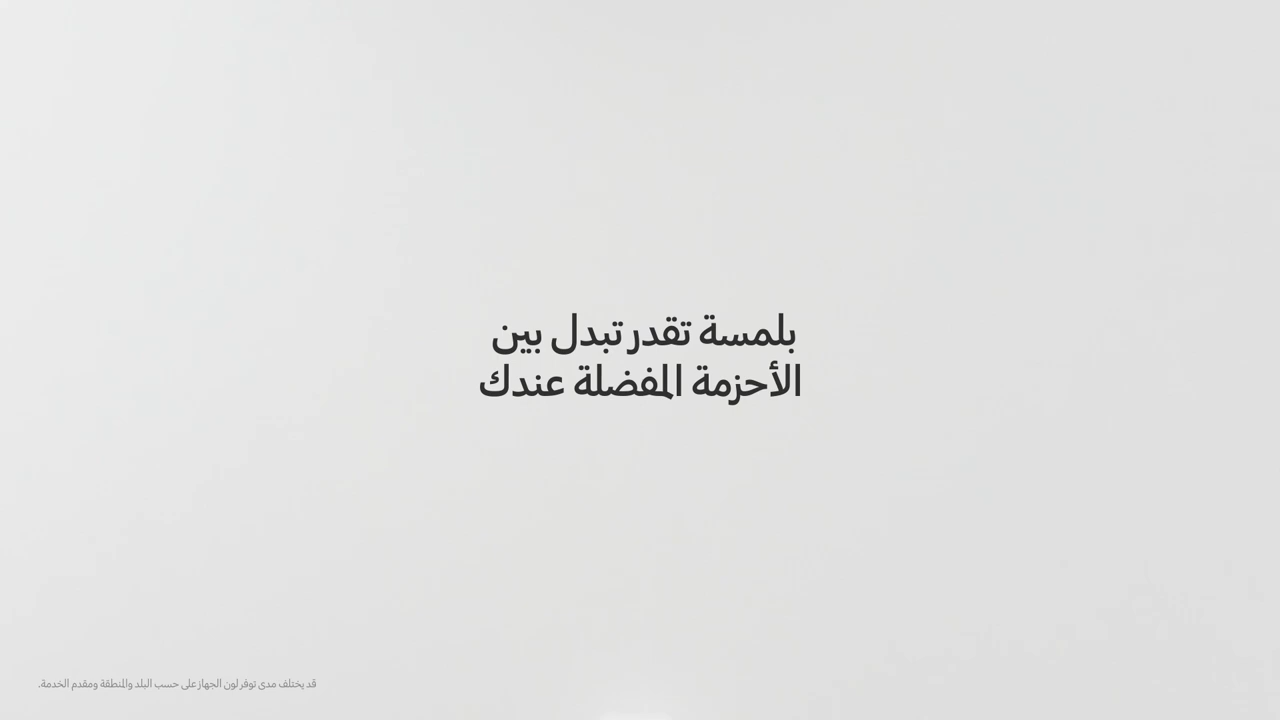 بلمسة تقدر تبدل بين
الأحزمة المفضلة عندك
قد يختلف مدى توفر لون الجهاز على حسب البلد والمنطقة ومقدم الخدمة.